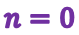 n = 0